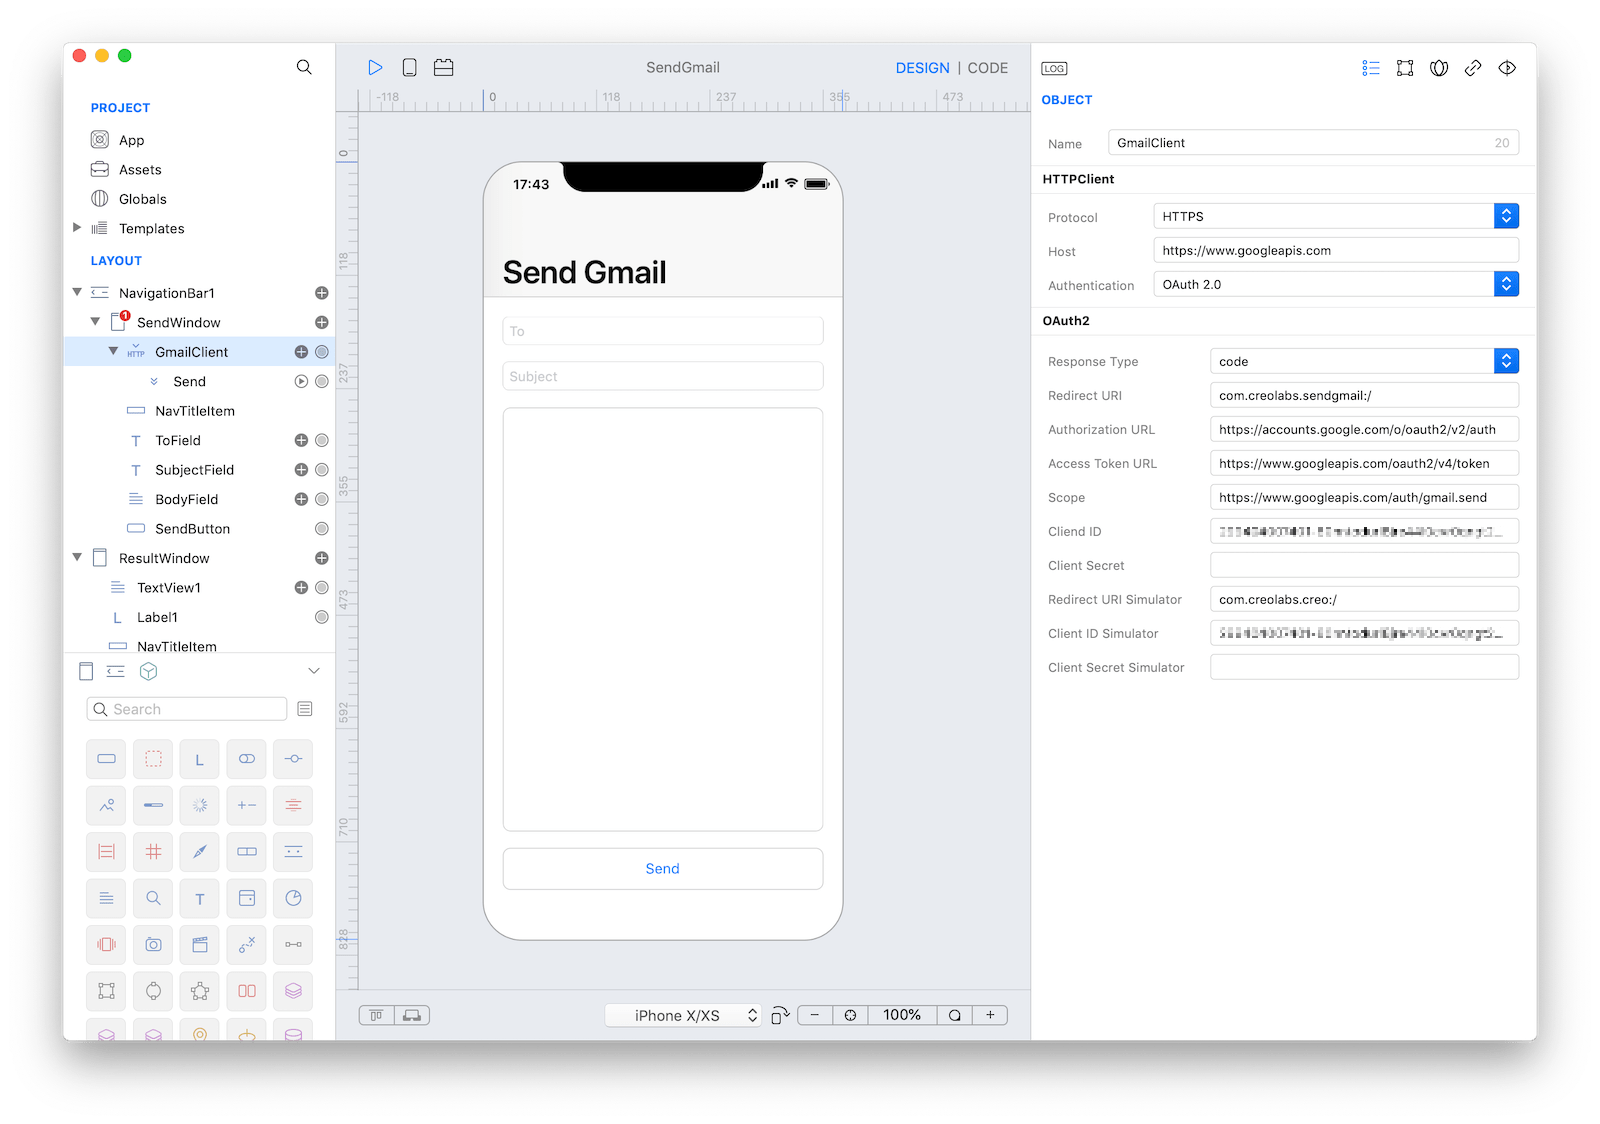 PROJECT
App
Assets
Globals
Templates
LAYOUT
NavigationBar1
1
SendWindow
HTTP
GmailClient
Send
NavTitleItem
T
ToField
T
SubjectField
BodyField
SendButton
ResultWindow
TextView1
L
Label1
NavTitleItem
Search
L
T
SendGmail
DESIGN | CODE
-118
0
118
237
355
473
0
118
237
355
473
592
710
828
17:43
Send Gmail
To
Subject
Send
iPhone X/XS
100%
LOG
OBJECT
Name
GmailClient
20
HTTPClient
Protocol
HTTPS
Host
https://www.googleapis.com
Authentication
OAuth 2.0
OAuth2
Response Type
code
Redirect URI
com.creolabs.sendgmail:/
Authorization URL
https://accounts.google.com/o/oauth2/v2/auth
Access Token URL
https://www.googleapis.com/oauth2/v4/token
Scope
https://www.googleapis.com/auth/gmail.send
Cliend ID
Client Secret
Redirect URI Simulator
com.creolabs.creo:/
Client ID Simulator
Client Secret Simulator